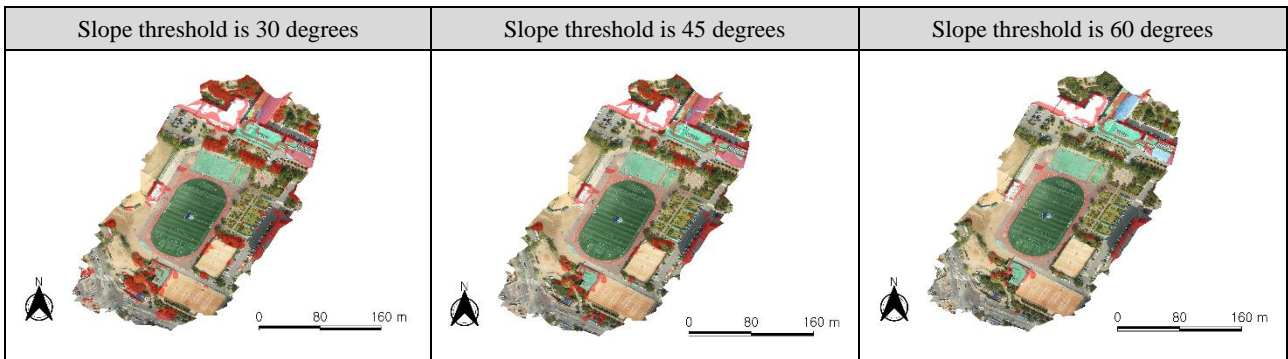 Slope threshold is 30 degrees
Slope threshold is 45 degrees
Slope threshold is 60 degrees
N
0 80 160 m
N
0 80 160 m
N
0 80 160 m